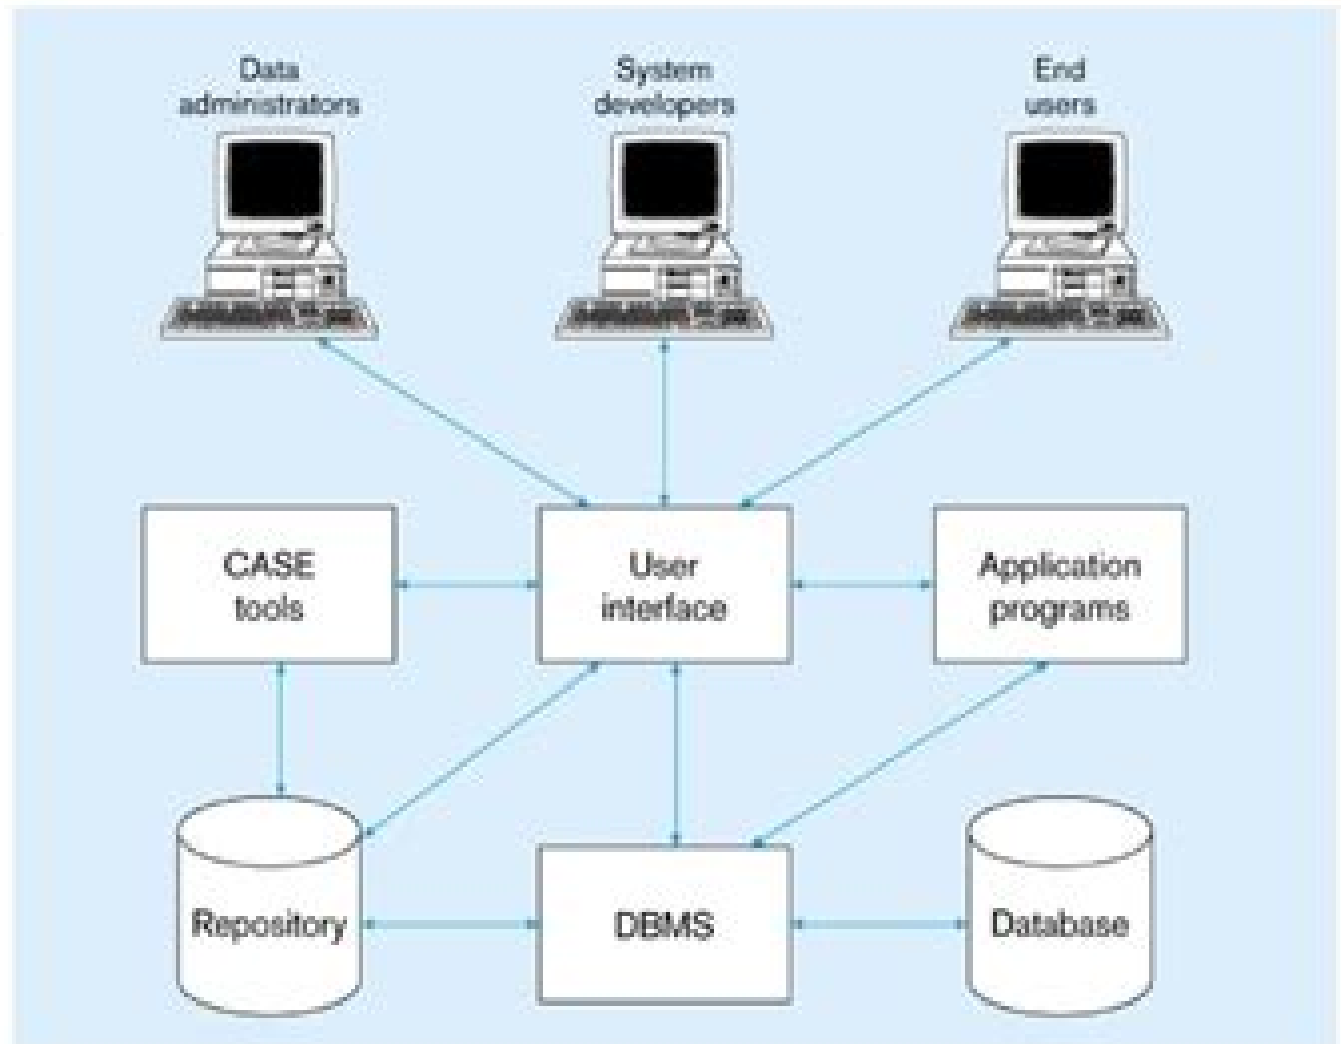 Data
administrators
System
developers
End
users
CASE
tools
User
interface
Application
programs
Repository
DBMS
Database